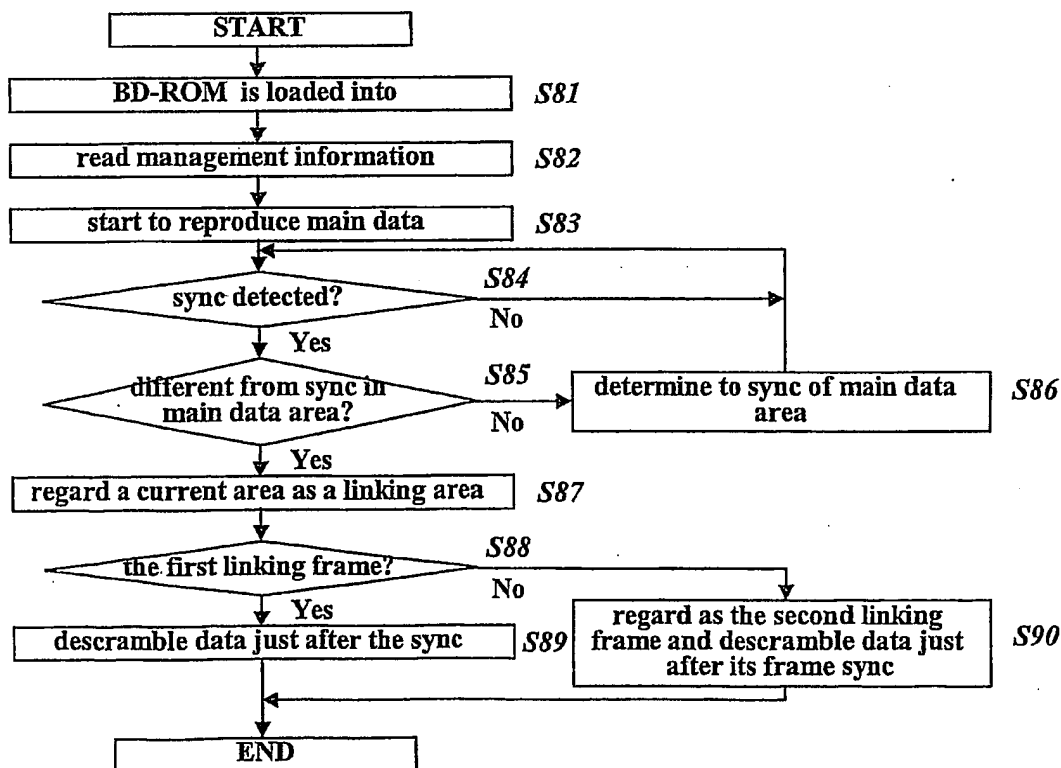 START
BD-ROM is loaded into S81
read management information S82
start to reproduce main data S83
S84
sync detected?
No
Yes
different from sync in
main data area?
S85
No
determine to sync of main data
area
S86
Yes
regard a current area as a linking area S87
S88
the first linking frame?
No
Yes
descramble data just after the sync S89
regard as the second linking
frame and descramble data just
after its frame sync
S90
END